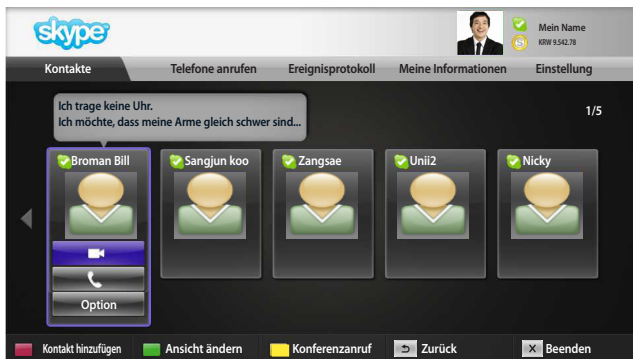 skype
Mein Name
KRW 9.542.78
Kontakte
Telefone anrufen
Ereignisprotokoll
Meine Informationen
Einstellung
Ich trage keine Uhr.
Ich möchte, dass meine Arme gleich schwer sind...
1/5
Broman Bill
Sangjun koo
Zangsae
Unii2
Nicky
Option
Kontakt hinzufügen
Ansicht ändern
Konferenzanruf
Zurück
X Beenden